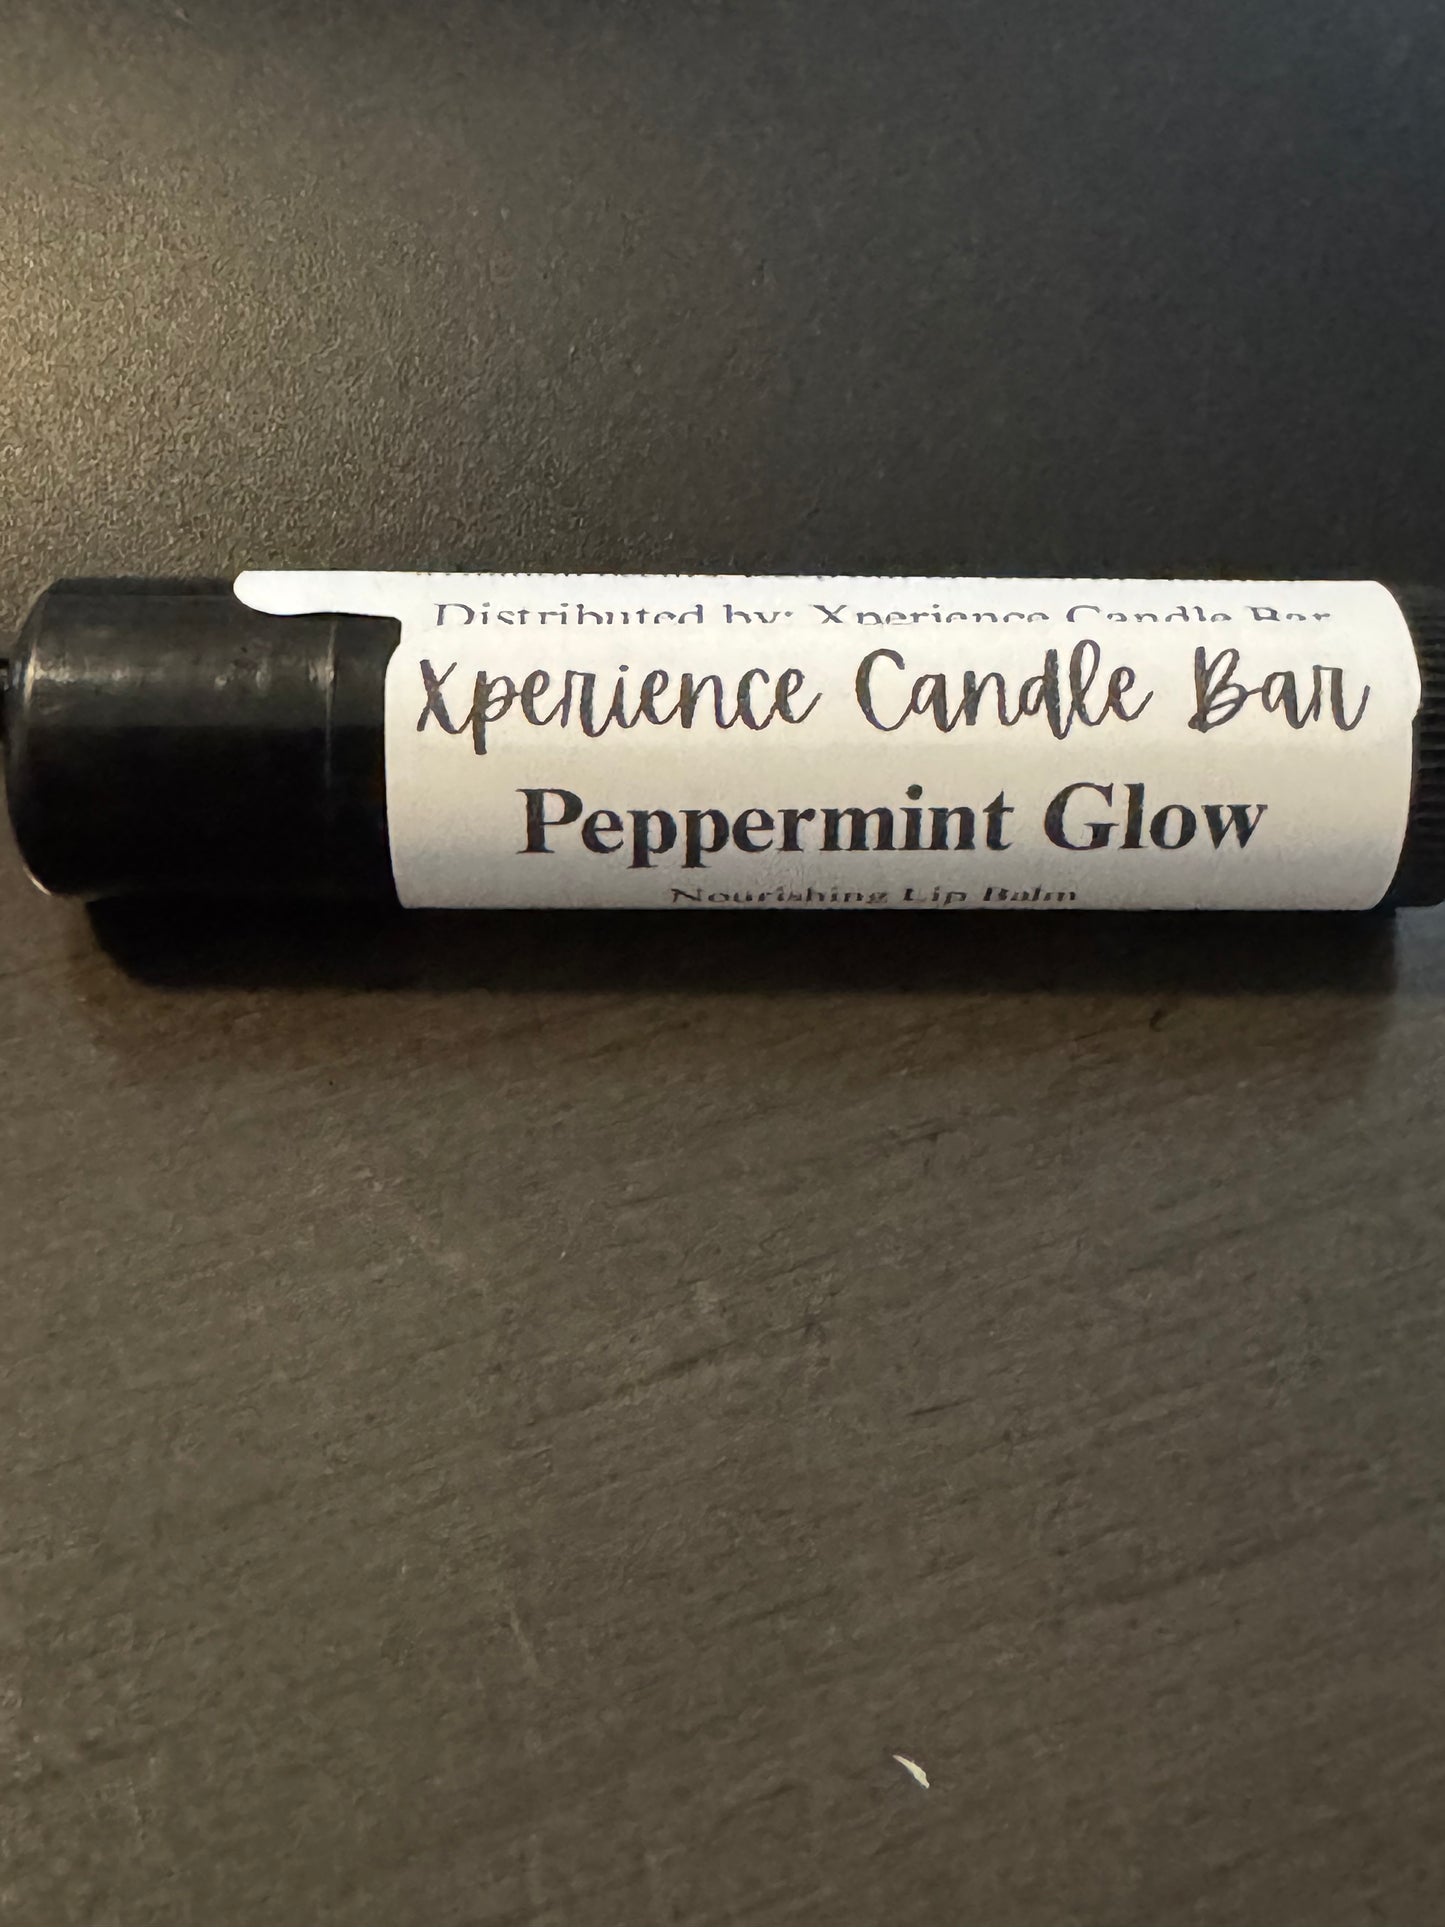 Distributed by: Xperience Candle Bar
Xperience Candle Bar
Peppermint Glow
Nourishing Lip Balm